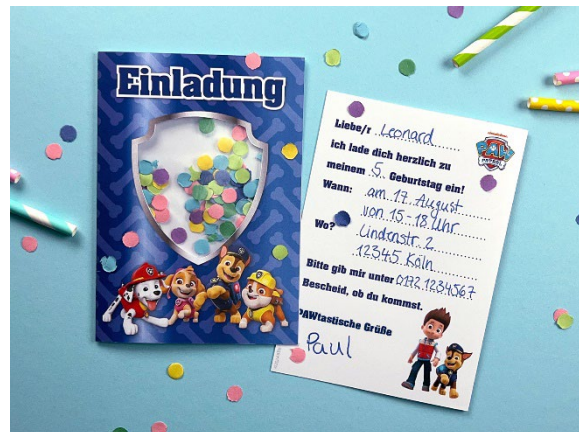 Einladung
Liebe/r Leonard
ich lade dich herzlich zu
meinem 5. Geburtstag ein!
Wann: am 17. August
von 15-18 Uhr
Wo? Lindenstr. 2
12345 Köln
Bitte gib mir unter 0172 1234567
Bescheid, ob du kommst.
PAWtastische Grüße
Paul
PAW
PATROL